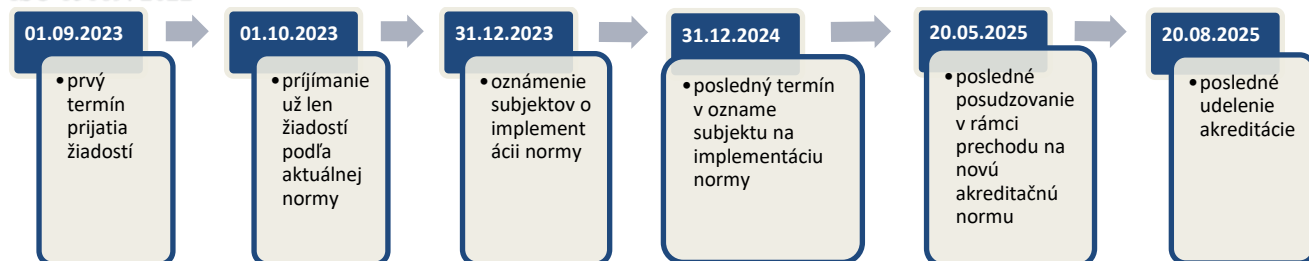 01.09.2023
• prvý
termín
prijatia
žiadostí
01.10.2023
• príjímanie
už len
žiadostí
podľa
aktuálnej
normy
31.12.2023
• oznámenie
subjektov o
implement
ácii normy
31.12.2024
• posledný termín
v ozname
subjektu na
implementáciu
normy
20.05.2025
• posledné
posudzovanie
v rámci
prechodu na
novú
akreditačnú
normu
20.08.2025
• posledné
udelenie
akreditácie